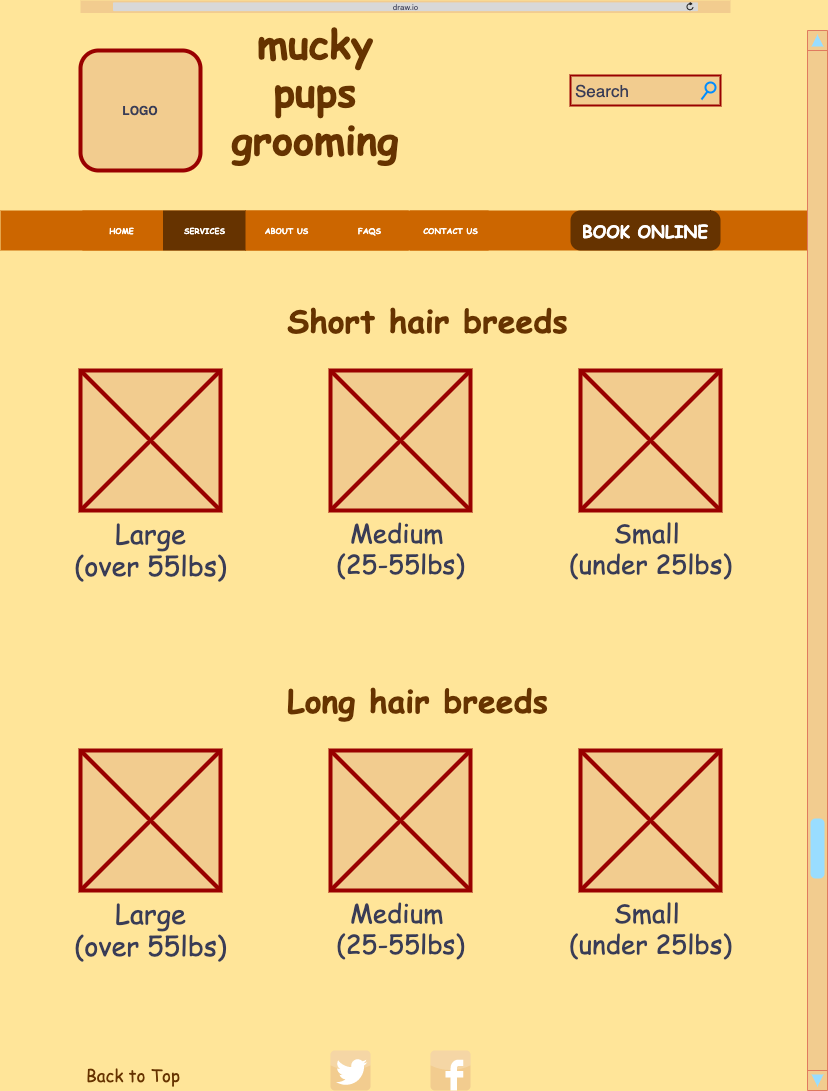 draw.io
mucky
pups
grooming
LOGO
Search
HOME SERVICES ABOUT US FAQS CONTACT US BOOK ONLINE
Short hair breeds
Large
(over 55lbs)
Medium
(25-55lbs)
Small
(under 25lbs)
Long hair breeds
Large
(over 55lbs)
Medium
(25-55lbs)
Small
(under 25lbs)
Back to Top